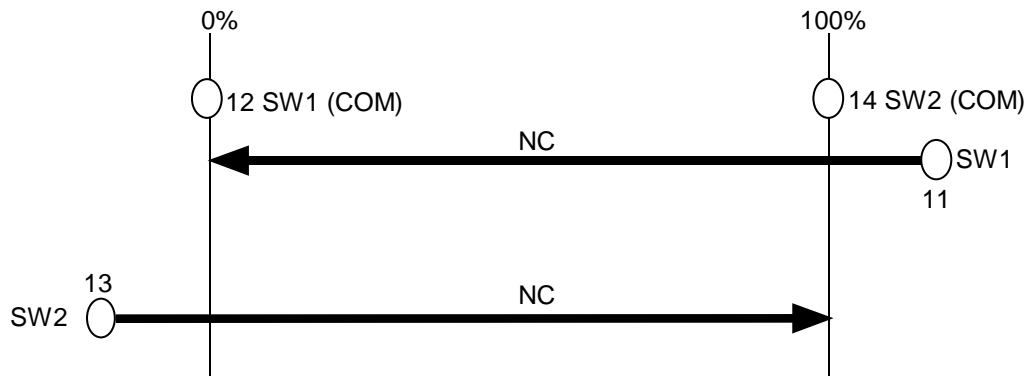 0% 100%
12 SW1 (COM) 14 SW2 (COM)
NC
SW1
11
13
NC
SW2